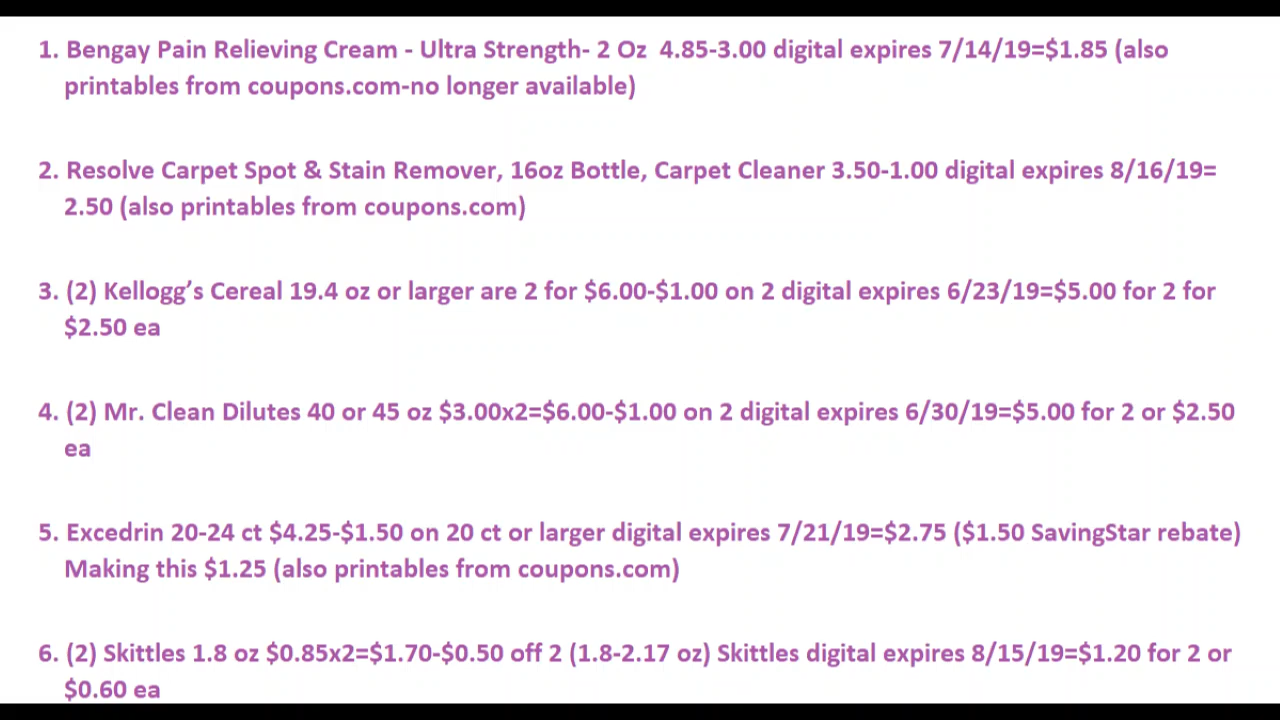 1. Bengay Pain Relieving Cream - Ultra Strength- 2 Oz  4.85-3.00 digital expires 7/14/19=$1.85 (also
printables from coupons.com-no longer available)
2. Resolve Carpet Spot & Stain Remover, 16oz Bottle, Carpet Cleaner 3.50-1.00 digital expires 8/16/19=
2.50 (also printables from coupons.com)
3. (2) Kellogg’s Cereal 19.4 oz or larger are 2 for $6.00-$1.00 on 2 digital expires 6/23/19=$5.00 for 2 for
$2.50 ea
4. (2) Mr. Clean Dilutes 40 or 45 oz $3.00x2=$6.00-$1.00 on 2 digital expires 6/30/19=$5.00 for 2 or $2.50
ea
5. Excedrin 20-24 ct $4.25-$1.50 on 20 ct or larger digital expires 7/21/19=$2.75 ($1.50 SavingStar rebate)
Making this $1.25 (also printables from coupons.com)
6. (2) Skittles 1.8 oz $0.85x2=$1.70-$0.50 off 2 (1.8-2.17 oz) Skittles digital expires 8/15/19=$1.20 for 2 or
$0.60 ea